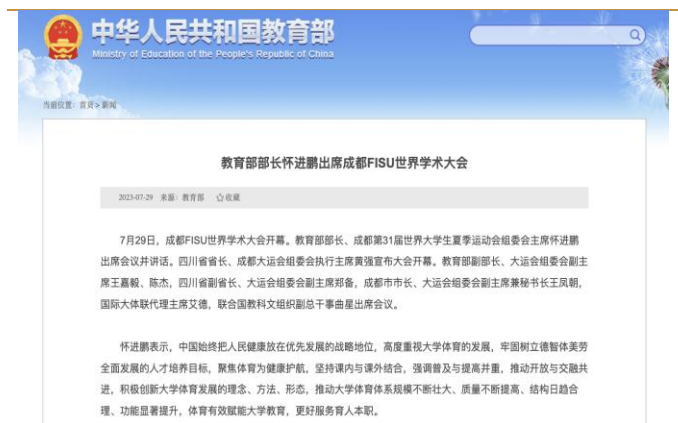 中华人民共和国教育部
Ministry of Education of the People's Republic of China
当前位置: 首页 > 新闻
教育部部长怀进鹏出席成都FISU世界学术大会
2023-07-29 来源: 教育部 ☆收藏
7月29日，成都FISU世界学术大会开幕。教育部部长、成都第31届世界大学生夏季运动会组委会主席怀进鹏
出席会议并讲话。四川省省长、成都大运会组委会执行主席黄强宣布大会开幕。教育部副部长、大运会组委会副主
席王嘉毅、陈杰，四川省副省长、大运会组委会副主席郑备，成都市市长、大运会组委会副主席兼秘书长王凤朝，
国际大体联代理主席艾德，联合国教科文组织副总干事曲星出席会议。
怀进鹏表示，中国始终把人民健康放在优先发展的战略地位，高度重视大学体育的发展，牢固树立德智体美劳
全面发展的人才培养目标，聚焦体育为健康护航，坚持课内与课外结合，强调普及与提高并重，推动开放与交融共
进，积极创新大学体育发展的理念、方法、形态，推动大学体育体系规模不断壮大、质量不断提高、结构日趋合
理、功能显著提升，体育有效赋能大学教育，更好服务育人本职。